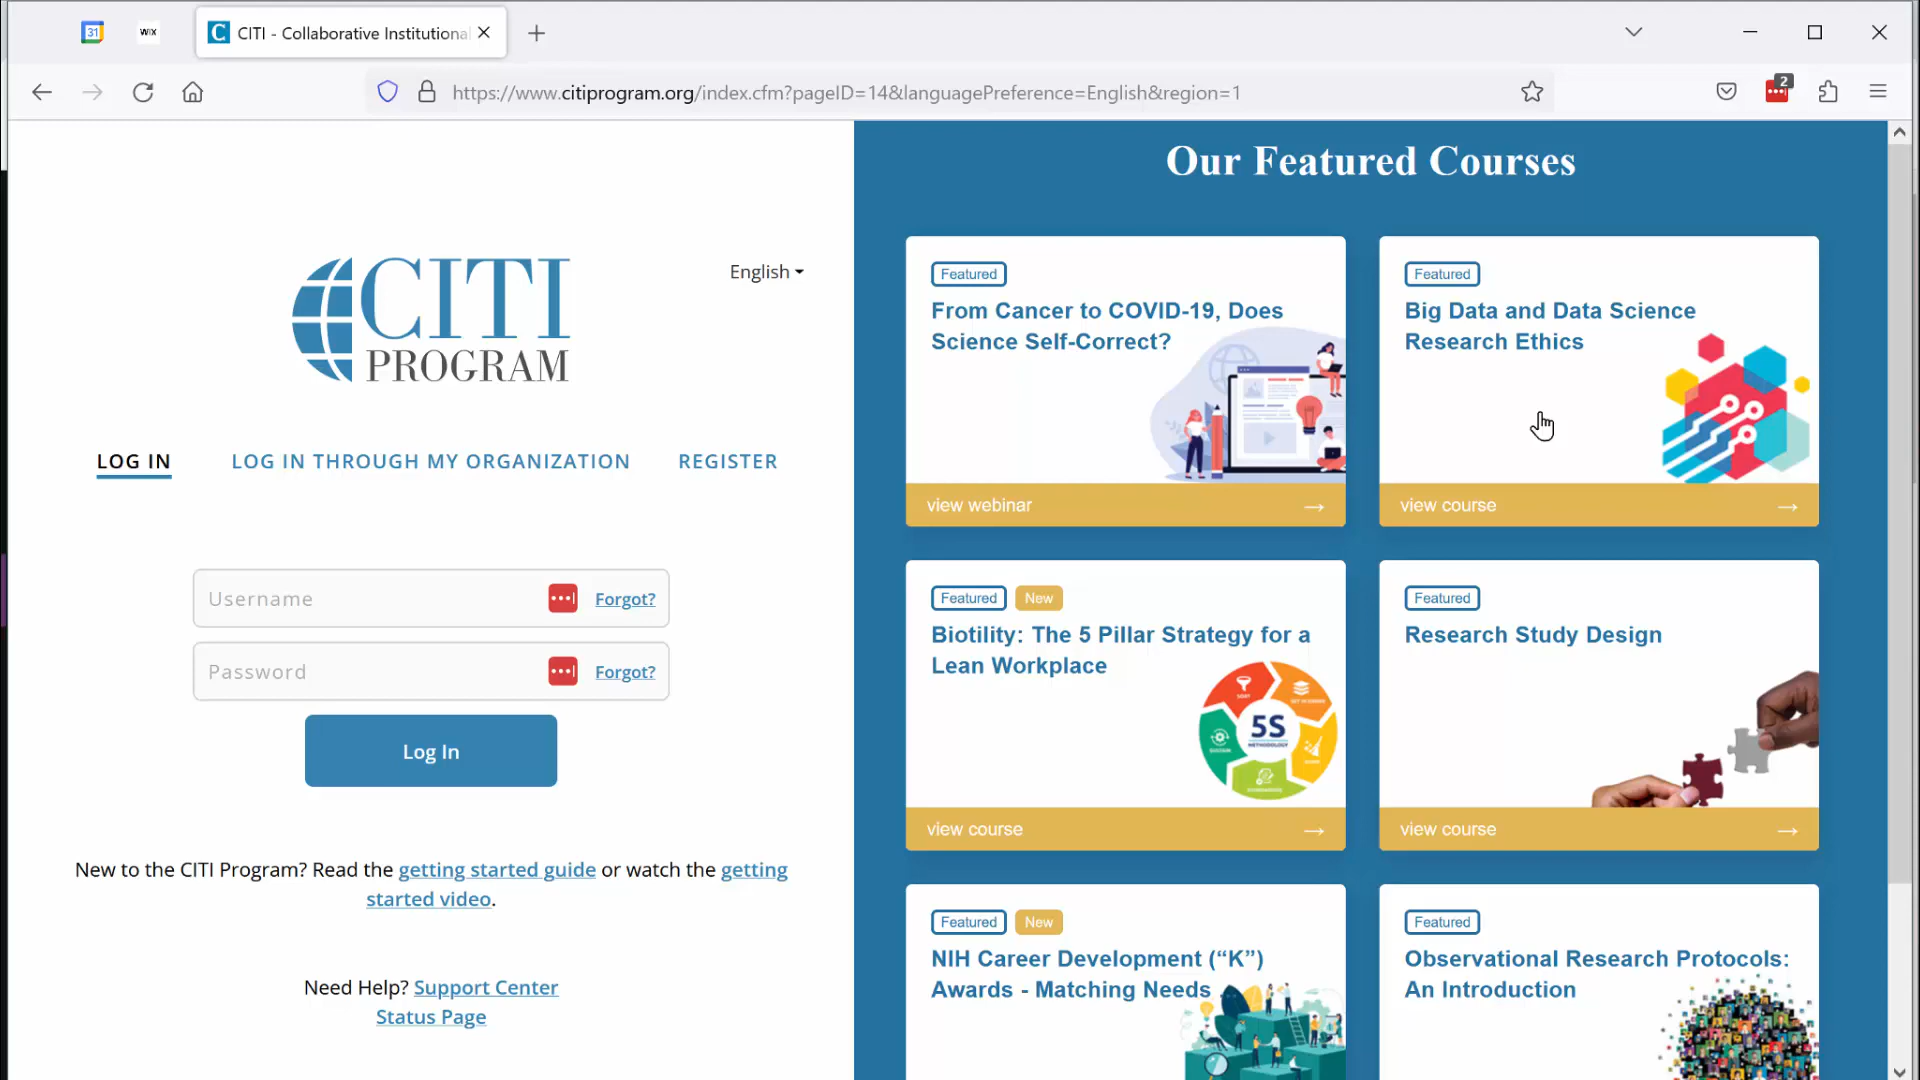 31
WIX
C CITI - Collaborative Institutional
https://www.citiprogram.org/index.cfm?pageID=14&languagePreference=English&region=1
2
Our Featured Courses
CITI
PROGRAM
English
LOG IN
LOG IN THROUGH MY ORGANIZATION
REGISTER
Username
Forgot?
Password
Forgot?
Log In
New to the CITI Program? Read the getting started guide or watch the getting
started video.
Need Help? Support Center
Status Page
Featured
From Cancer to COVID-19, Does
Science Self-Correct?
view webinar →
Featured
Big Data and Data Science
Research Ethics
view course →
Featured New
Biotility: The 5 Pillar Strategy for a
Lean Workplace
SORT
5S
METHODOLOGY
view course →
Featured
Research Study Design
view course →
Featured New
NIH Career Development (“K”)
Awards - Matching Needs
Featured
Observational Research Protocols:
An Introduction